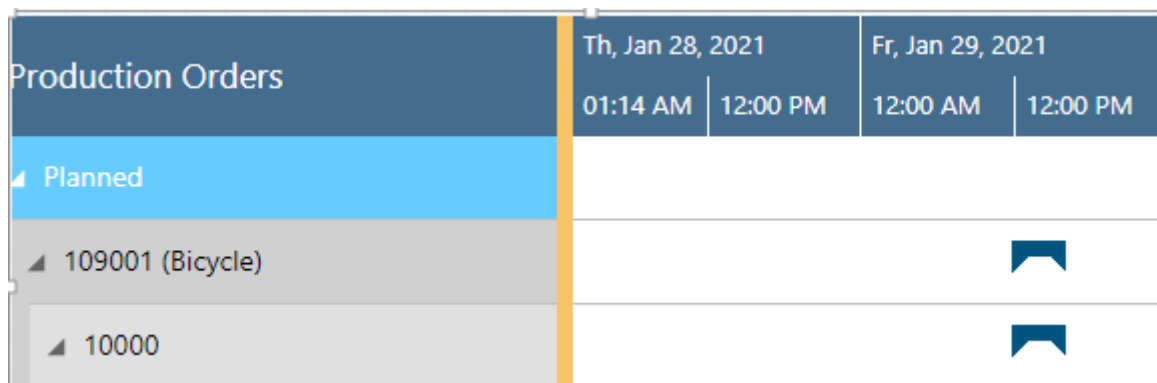 Production Orders
Th, Jan 28, 2021
Fr, Jan 29, 2021
01:14 AM
12:00 PM
12:00 AM
12:00 PM
Planned
109001 (Bicycle)
10000